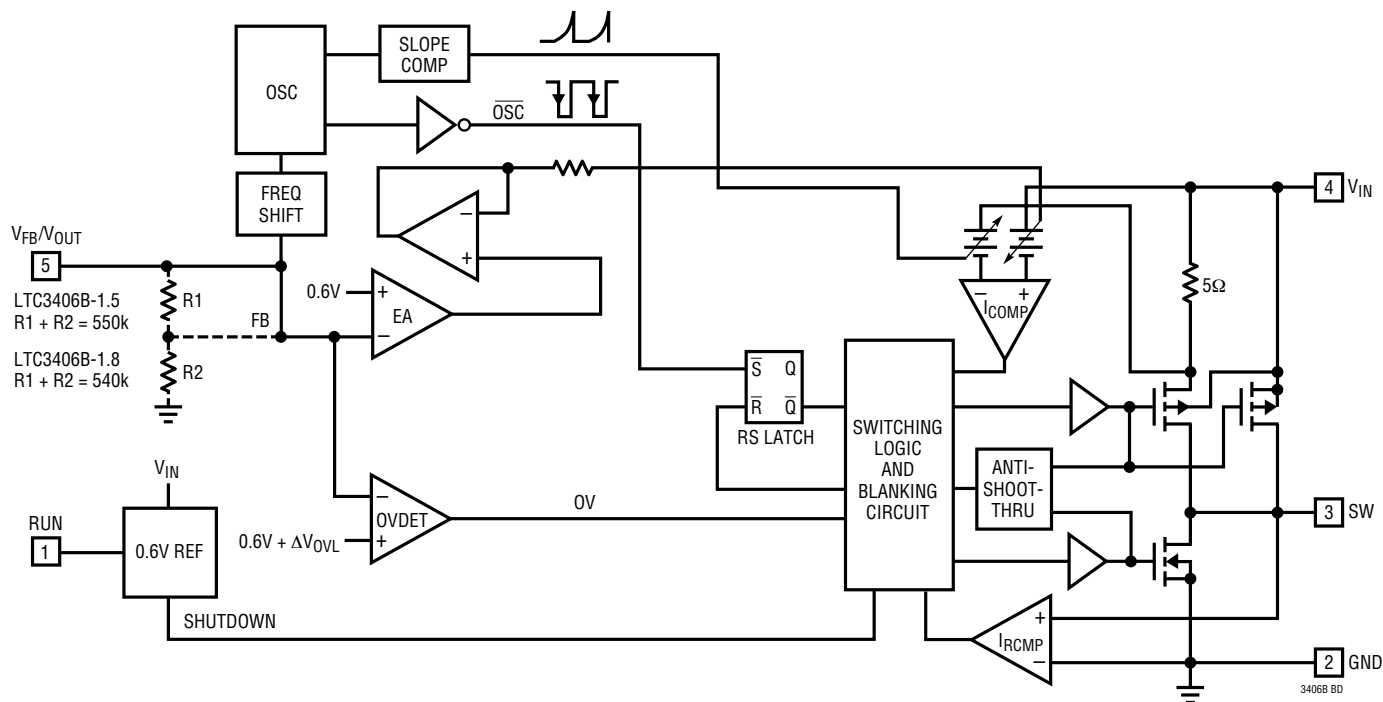 OSC
SLOPE
COMP
OSC
FREQ
SHIFT
VFB/VOUT
5
LTC3406B-1.5
R1 + R2 = 550k
R1
FB
LTC3406B-1.8
R1 + R2 = 540k
R2
0.6V
+
EA
–
–
+
4
VIN
–
+
ICOMP
5Ω
S
Q
R
Q
RS LATCH
SWITCHING
LOGIC
AND
BLANKING
CIRCUIT
ANTI-
SHOOT-
THRU
3
SW
VIN
RUN
1
0.6V REF
–
OVDET
+
0.6V + ΔVOVL
OV
SHUTDOWN
+
IRCMP
–
2
GND
3406B BD